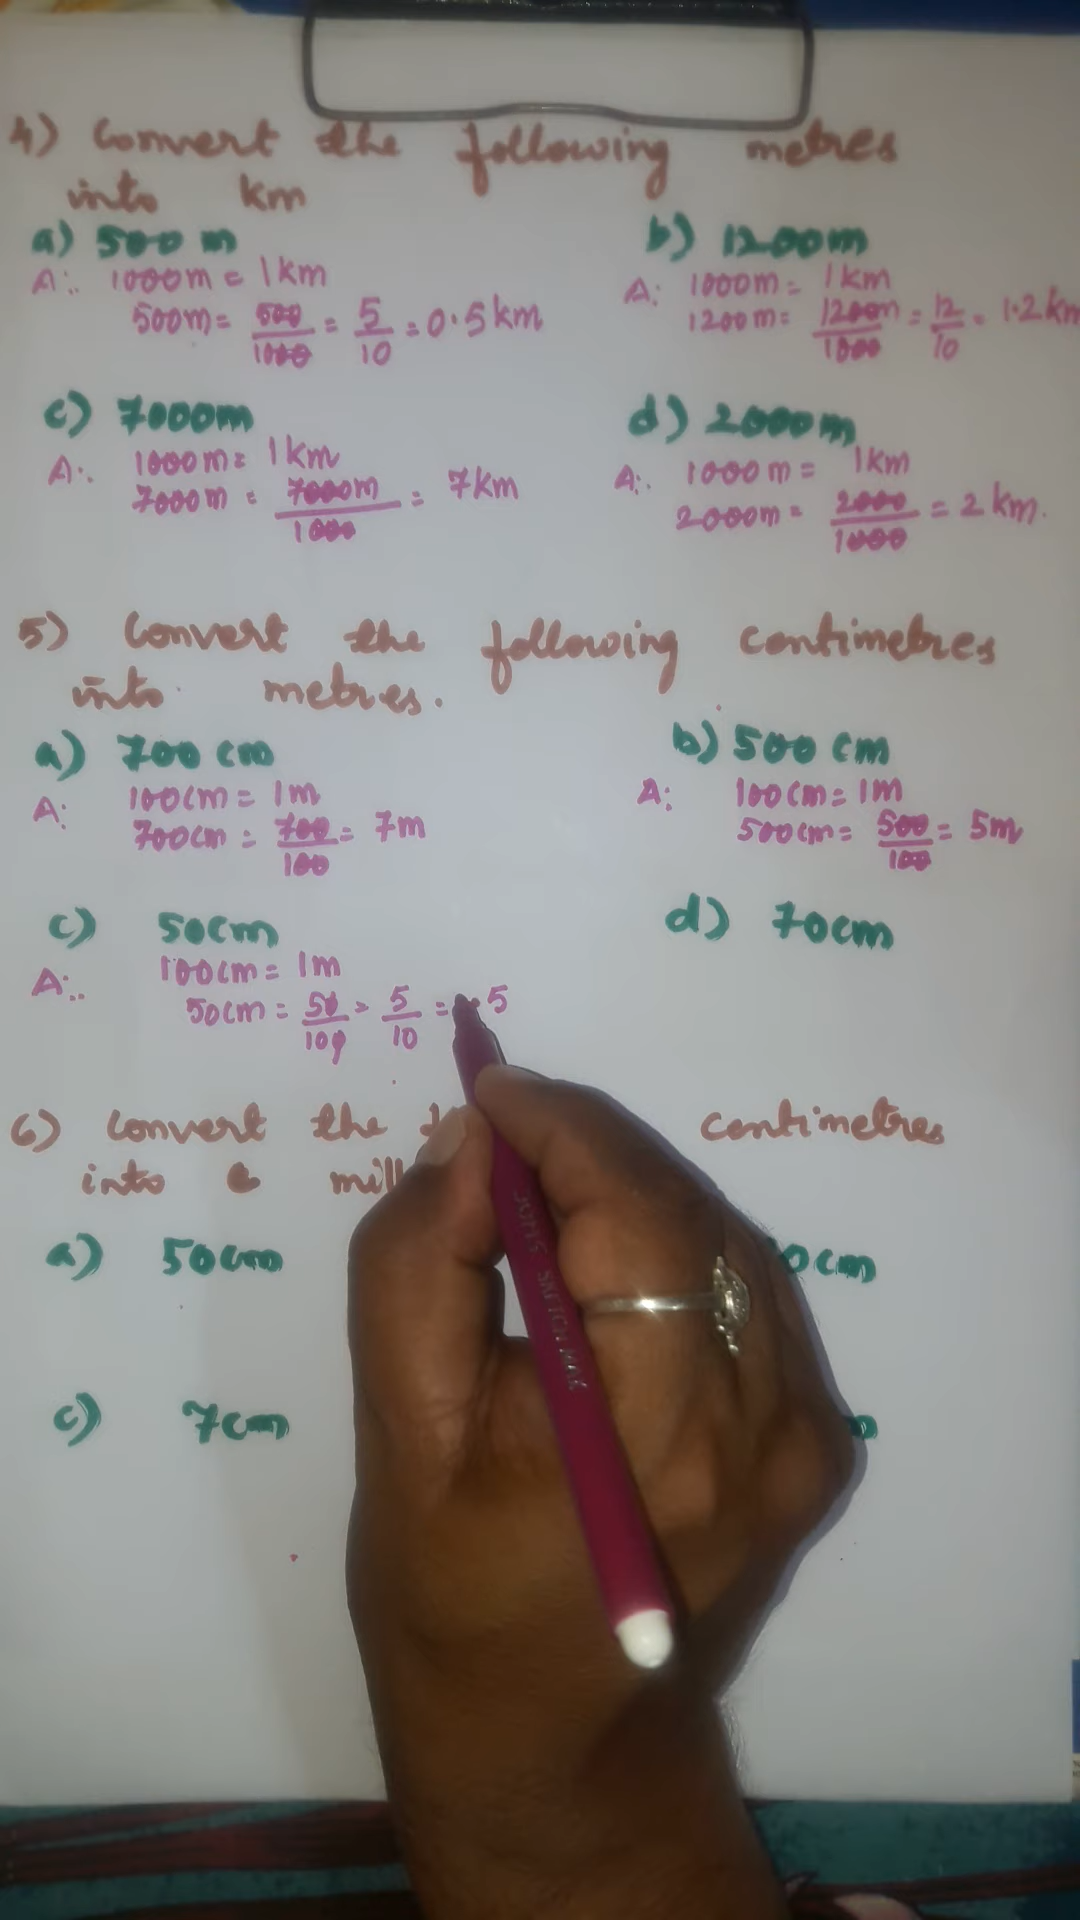 4) Convert the following metres
into km
a) 500 m
A:. 1000m = 1km
500m = 500/1000 = 5/10 = 0.5km
b) 1200m
A: 1000m = 1km
1200m = 1200m/1000 = 12/10 = 1.2km
c) 7000m
A:. 1000m = 1km
7000m = 7000m/1000 = 7km
d) 2000m
A:. 1000m = 1km
2000m = 2000/1000 = 2km.
5) Convert the following centimetres
into metres.
a) 700 cm
A: 100cm = 1m
700cm = 700/100 = 7m
b) 500 cm
A: 100cm = 1m
500cm = 500/100 = 5m
c) 50cm
A:. 100cm = 1m
50cm = 50/100 = 5/10 = .5
d) 70cm
6) Convert the centimetres
into mill
a) 50cm
0cm
c) 7cm
SKETCH